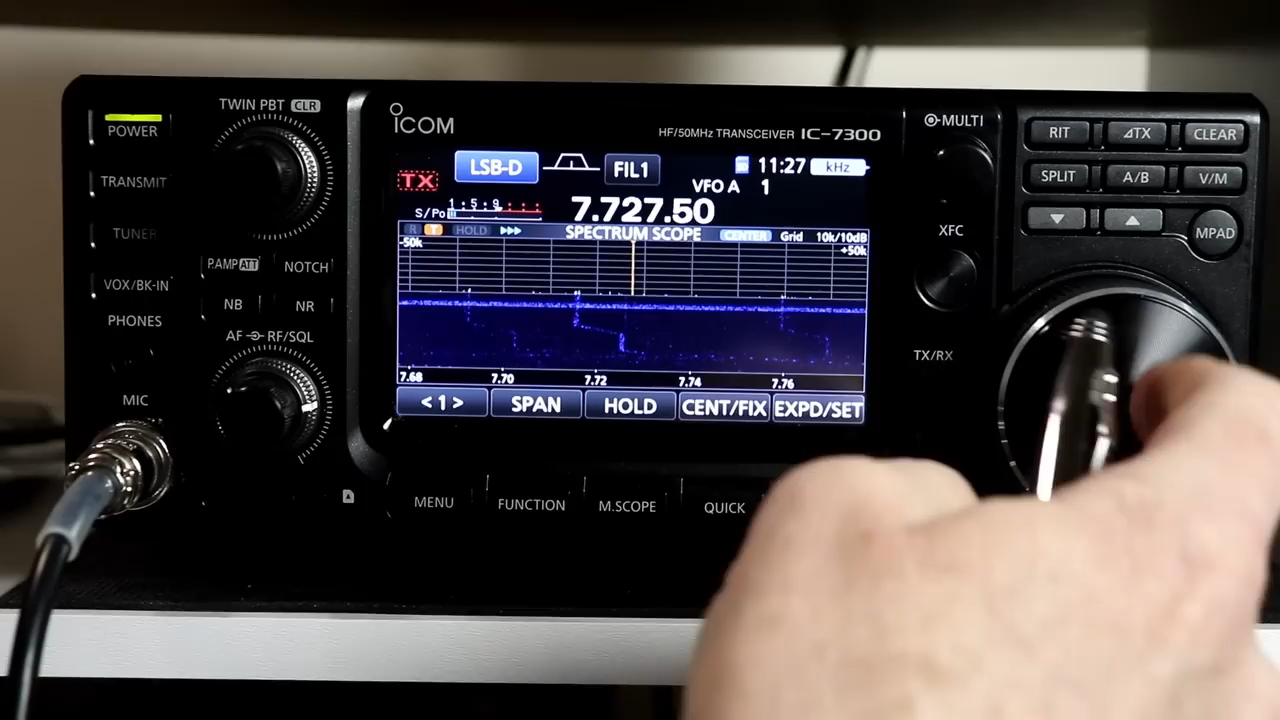 TWIN PBT CLR
POWER
TRANSMIT
TUNER
VOX/BK-IN
PHONES
MIC
P.AMP ATT
NOTCH
NB
NR
AF RF/SQL
ICOM
HF/50MHz TRANSCEIVER IC-7300
TX
LSB-D
FIL1
11:27
kHz
VFO A 1
S/Po
1:5:9
7.727.50
R T HOLD
SPECTRUM SCOPE
CENTER Grid 10k/10dB
-50k
+50k
7.68 7.70 7.72 7.74 7.76
<1>
SPAN
HOLD
CENT/FIX
EXPD/SET
MENU
FUNCTION
M.SCOPE
QUICK
MULTI
XFC
TX/RX
RIT
⊿TX
CLEAR
SPLIT
A/B
V/M
MPAD